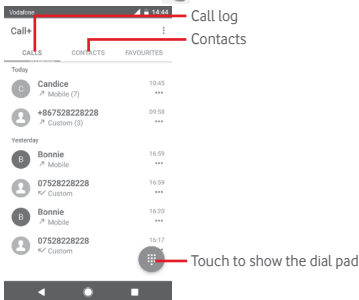 Vodafone 14:44
Call log
Call+
Contacts
CALLS CONTACTS FAVOURITES
Today
C Candice 10:45
Mobile (7)
+867528228228 09:58
Custom (3)
Yesterday
B Bonnie 16:59
Mobile
07528228228 16:59
Custom
B Bonnie 16:20
Mobile
07528228228 16:17
Custom
Touch to show the dial pad